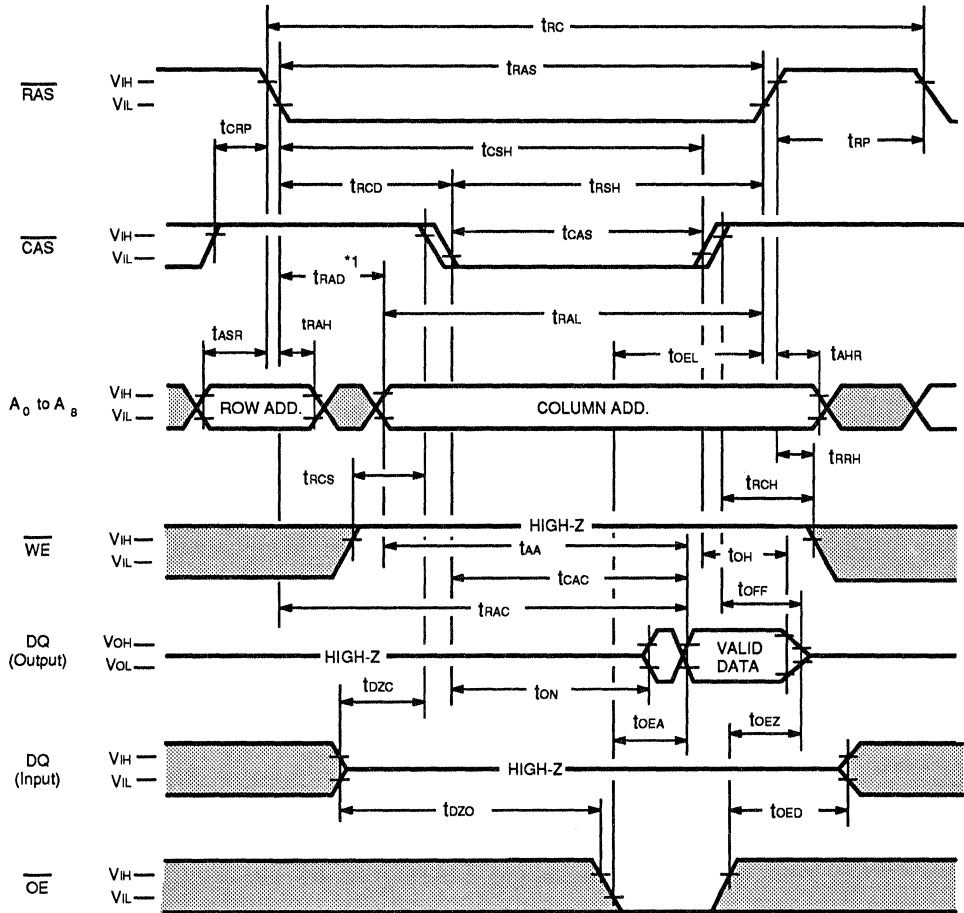 tRC
RAS
VIH
VIL
tRAS
tCRP
tCSH
tRP
tRCD
tRSH
CAS
VIH
VIL
tCAS
tRAD *1
tRAL
tASR
tRAH
tOEL
tAHR
A0 to A8
VIH
VIL
ROW ADD.
COLUMN ADD.
tRCS
tRRH
tRCH
WE
VIH
VIL
HIGH-Z
tAA
tOH
tCAC
tOFF
tRAC
DQ
(Output)
VOH
VOL
HIGH-Z
VALID
DATA
tDZC
tON
tOEA
tOEZ
DQ
(Input)
VIH
VIL
HIGH-Z
tDZO
tOED
OE
VIH
VIL